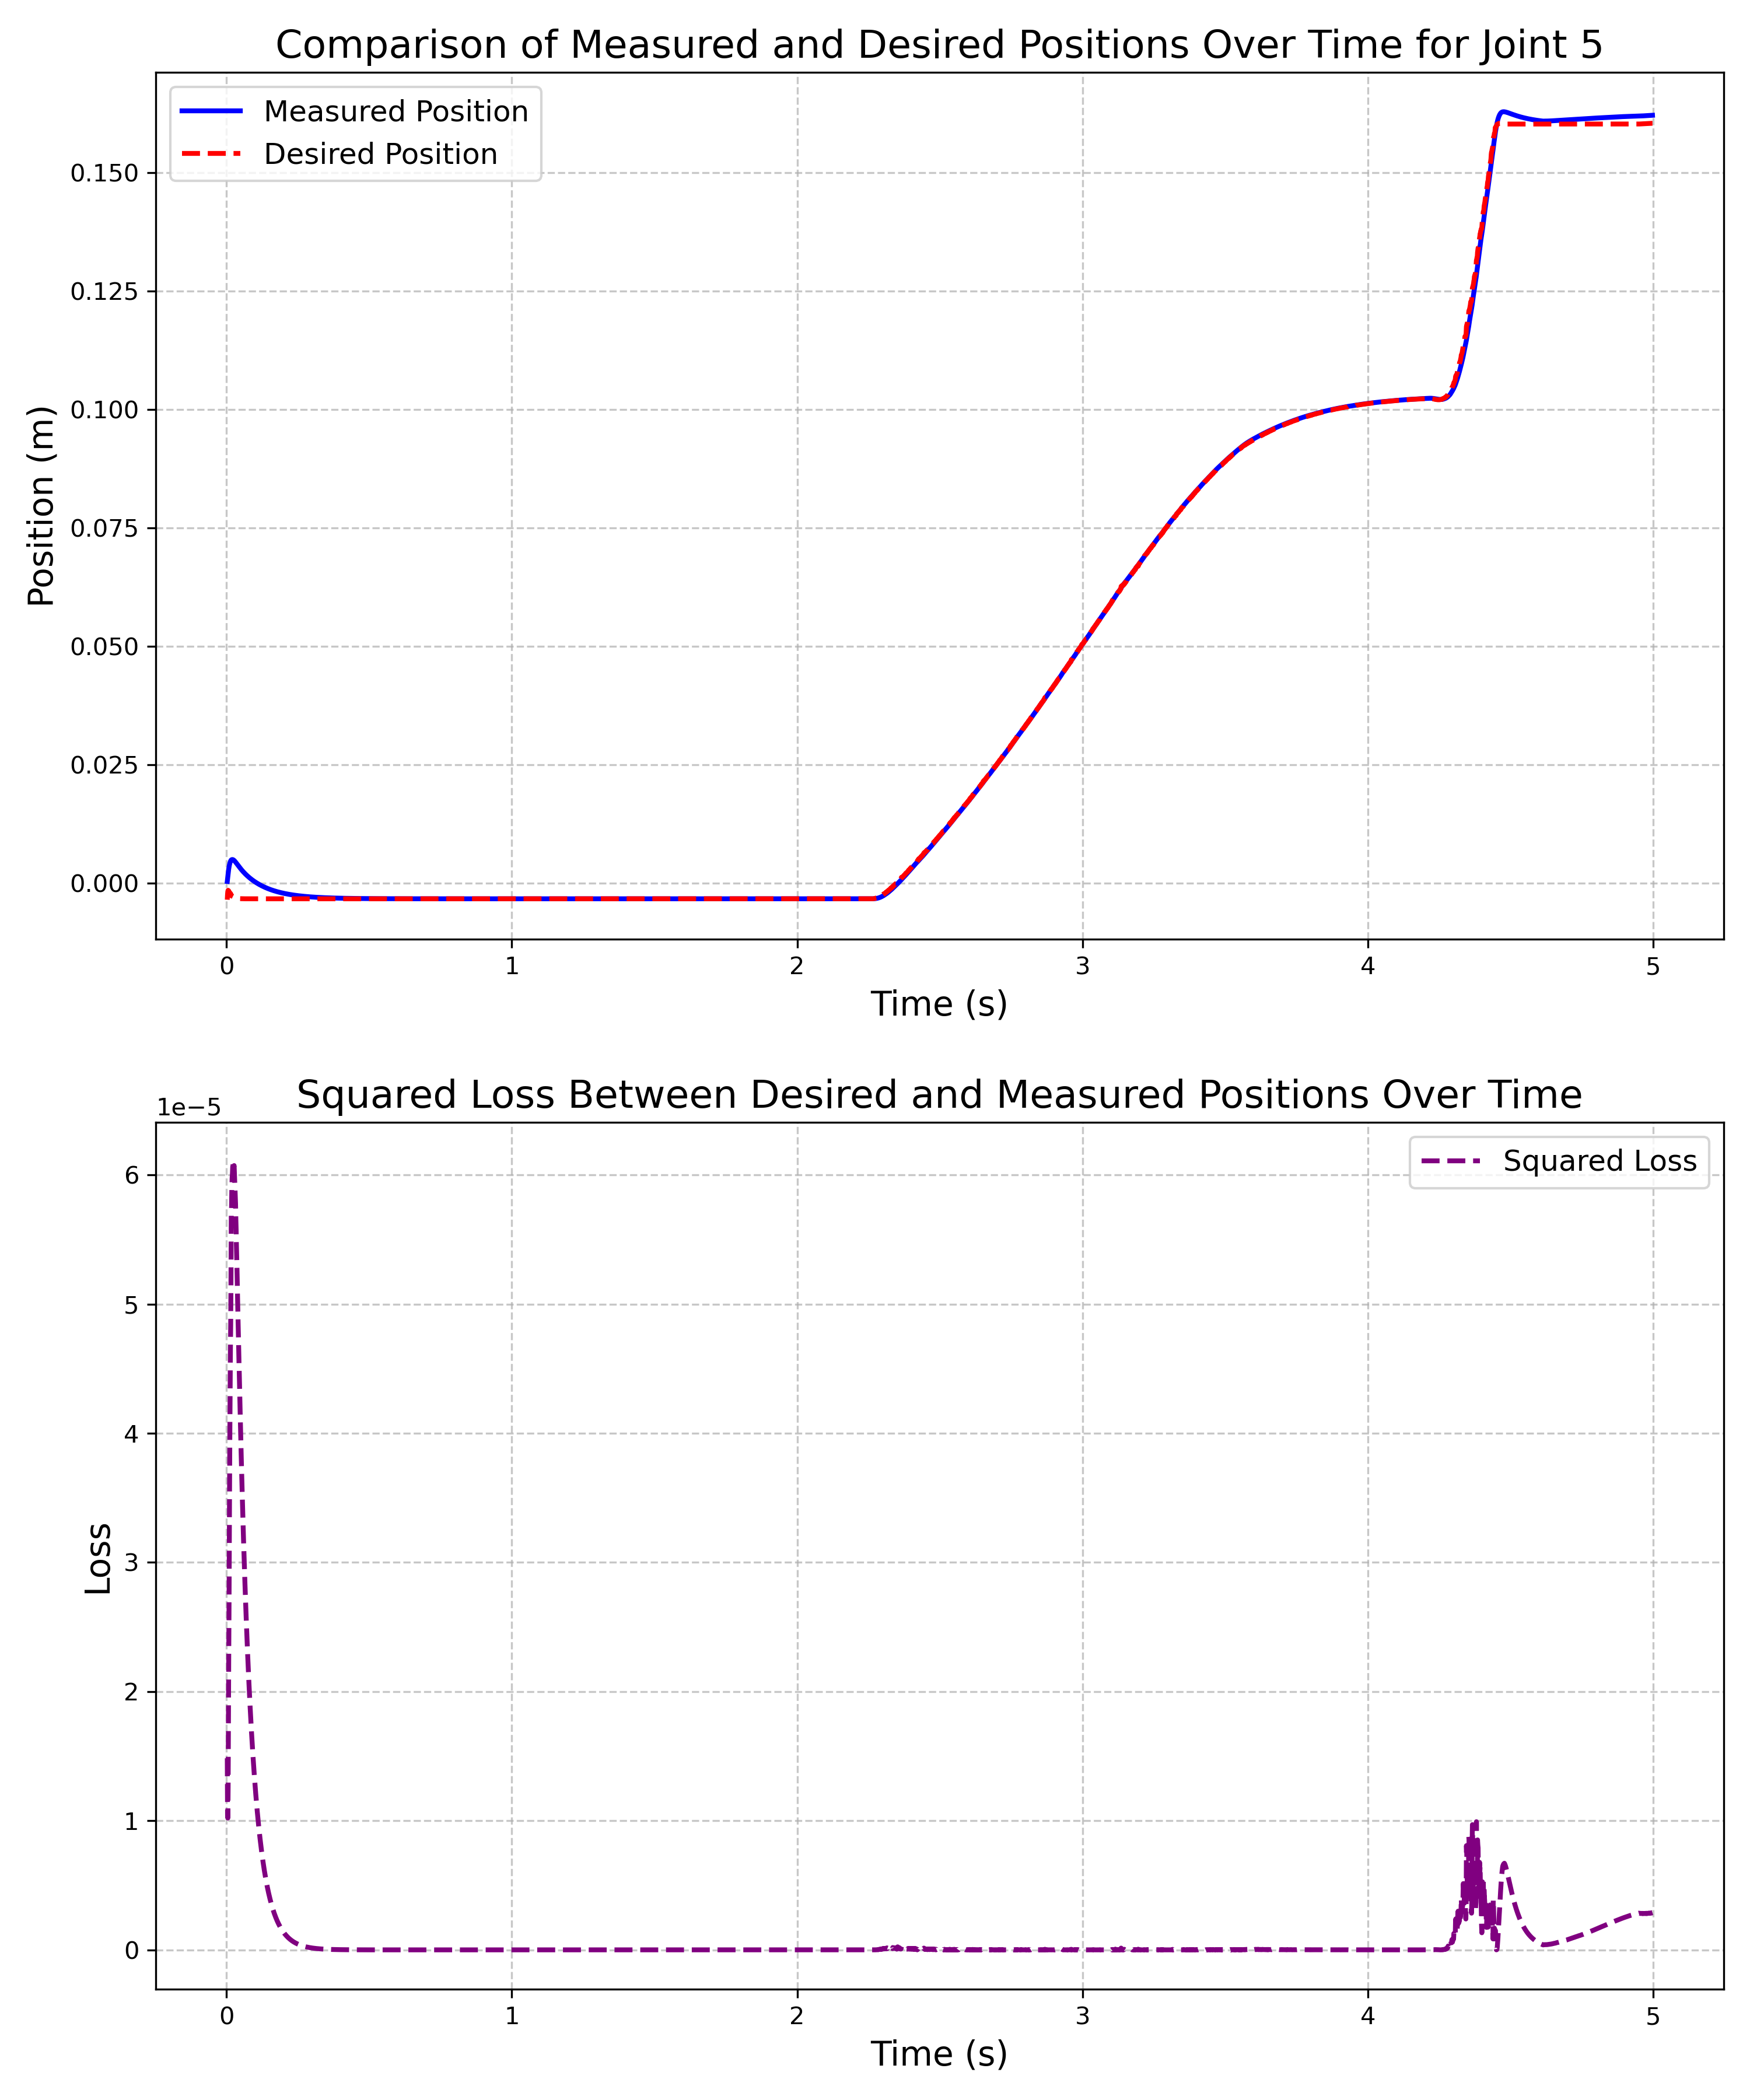 Comparison of Measured and Desired Positions Over Time for Joint 5
Measured Position
Desired Position
Position (m)
0.150
0.125
0.100
0.075
0.050
0.025
0.000
0 1 2 3 4 5
Time (s)
Squared Loss Between Desired and Measured Positions Over Time
1e−5
Squared Loss
Loss
6
5
4
3
2
1
0
0 1 2 3 4 5
Time (s)